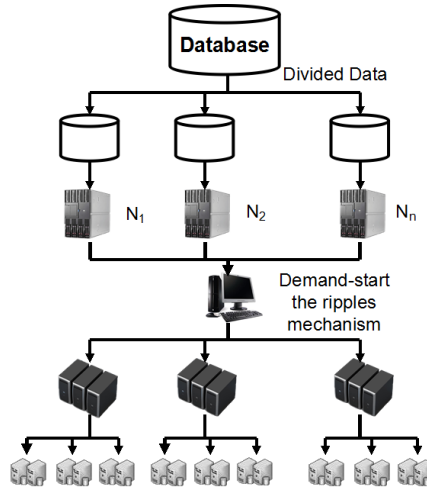 Database
Divided Data
N1
N2
Nn
Demand-start
the ripples
mechanism